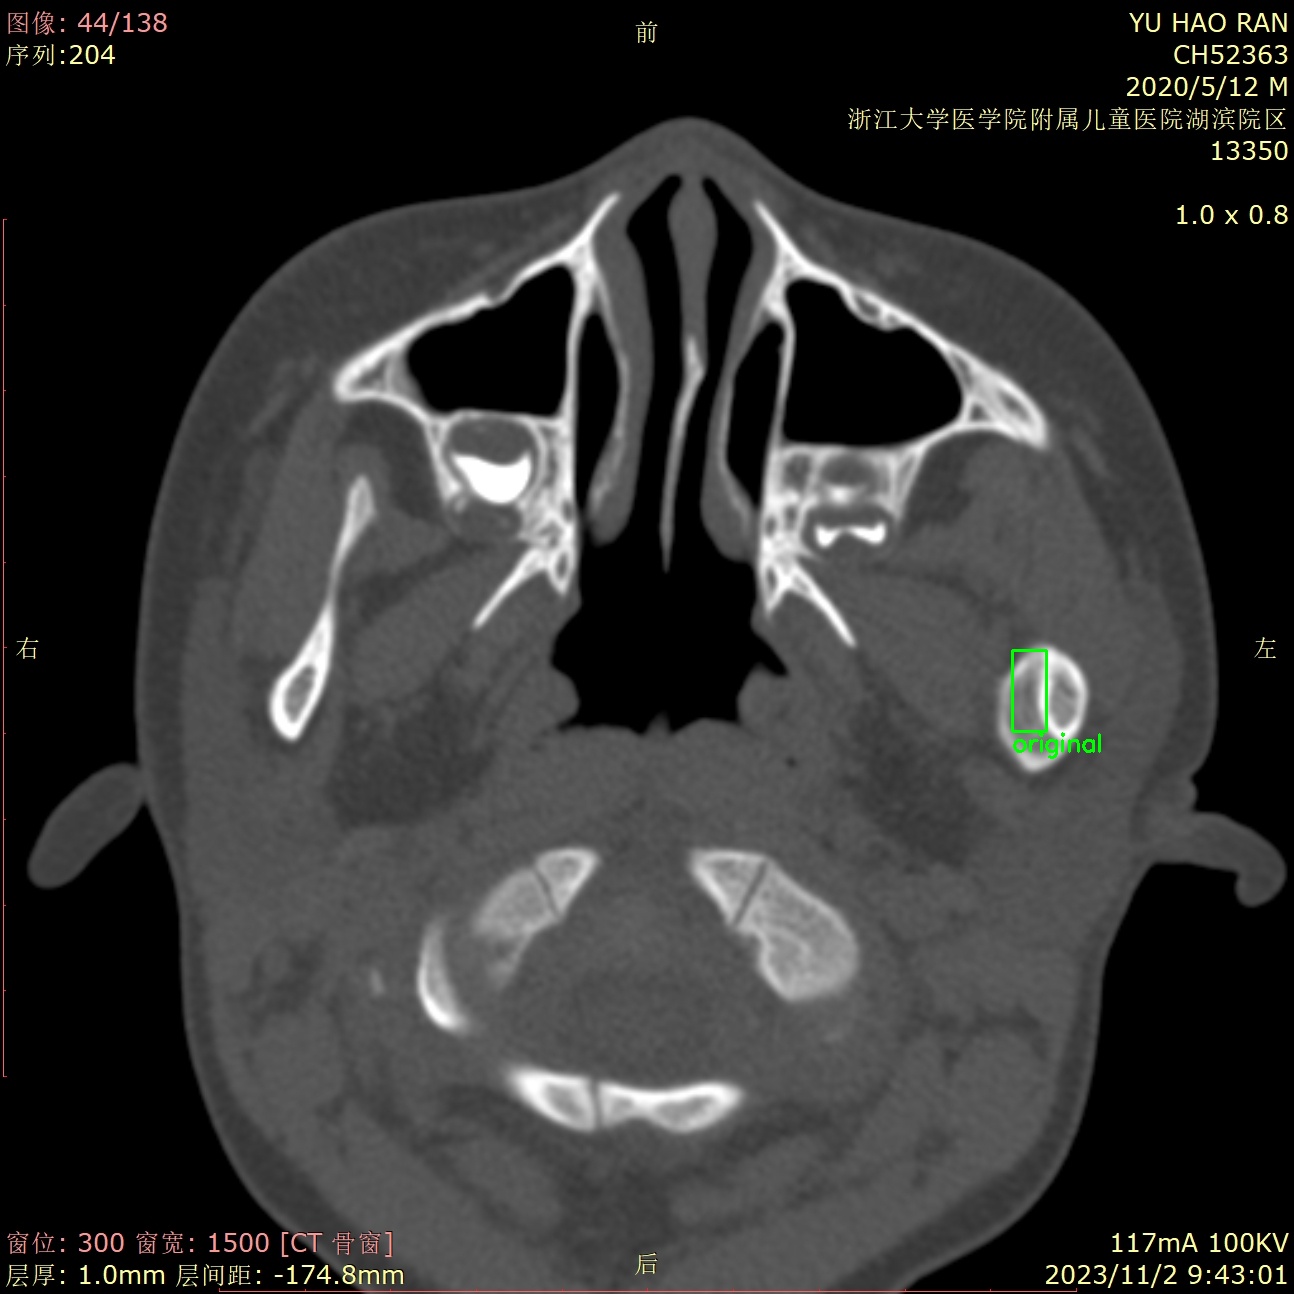 图像: 44/138
序列:204
前
YU HAO RAN
CH52363
2020/5/12 M
浙江大学医学院附属儿童医院湖滨院区
13350
1.0 x 0.8
右
左
original
窗位: 300 窗宽: 1500 [CT 骨窗]
层厚: 1.0mm 层间距: -174.8mm
后
117mA 100KV
2023/11/2 9:43:01